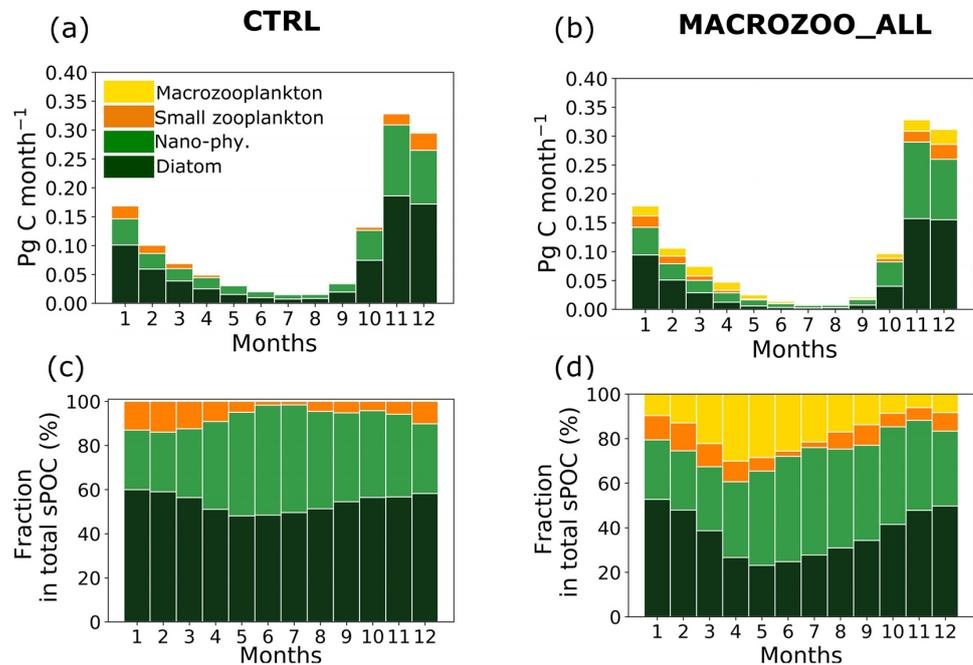 (a) CTRL
(b) MACROZOO_ALL
Pg C month⁻¹
0.40
0.35
0.30
0.25
0.20
0.15
0.10
0.05
0.00
Macrozooplankton
Small zooplankton
Nano-phy.
Diatom
1 2 3 4 5 6 7 8 9 10 11 12
Months
Pg C month⁻¹
0.40
0.35
0.30
0.25
0.20
0.15
0.10
0.05
0.00
1 2 3 4 5 6 7 8 9 10 11 12
Months
(c)
Fraction
in total sPOC (%)
100
80
60
40
20
0
1 2 3 4 5 6 7 8 9 10 11 12
Months
(d)
Fraction
in total sPOC (%)
100
80
60
40
20
0
1 2 3 4 5 6 7 8 9 10 11 12
Months